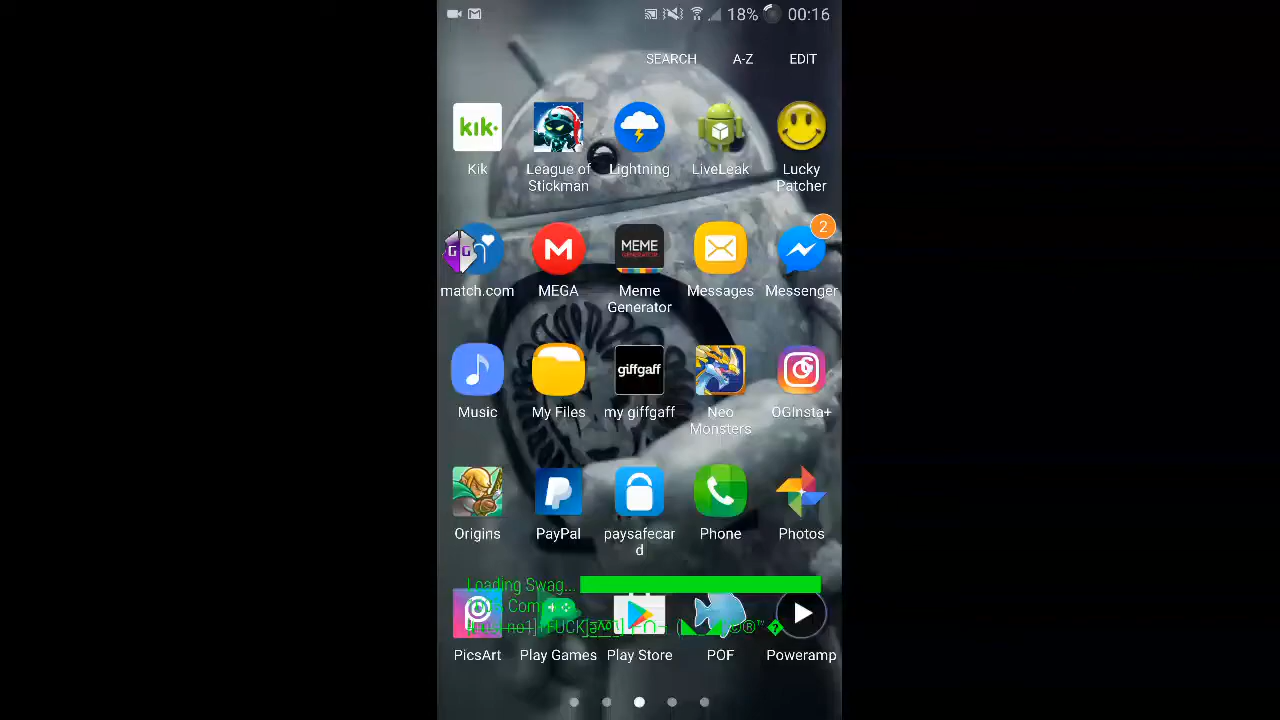 18% 00:16
SEARCH A-Z EDIT
kik.
Kik League of Lightning LiveLeak Lucky
Stickman Patcher
G G M MEME 2
GENERATOR
match.com MEGA Meme Messages Messenger
Generator
giffgaff
Music My Files my giffgaff Neo OGInsta+
Monsters
Origins PayPal paysafecar Phone Photos
d
Loading Swag...
PicsArt Play Games Play Store POF Poweramp